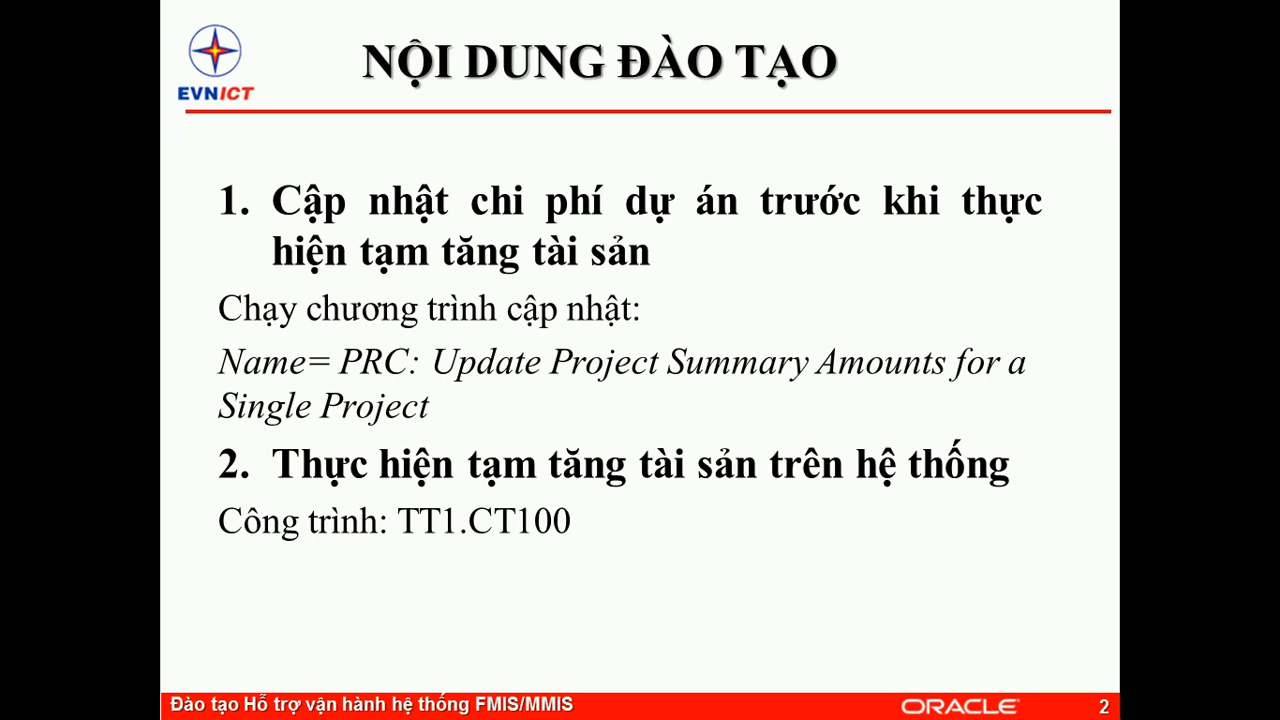 EVNICT
NỘI DUNG ĐÀO TẠO
1. Cập nhật chi phí dự án trước khi thực
hiện tạm tăng tài sản
Chạy chương trình cập nhật:
Name= PRC: Update Project Summary Amounts for a
Single Project
2. Thực hiện tạm tăng tài sản trên hệ thống
Công trình: TT1.CT100
Đào tạo Hỗ trợ vận hành hệ thống FMIS/MMIS
ORACLE
2